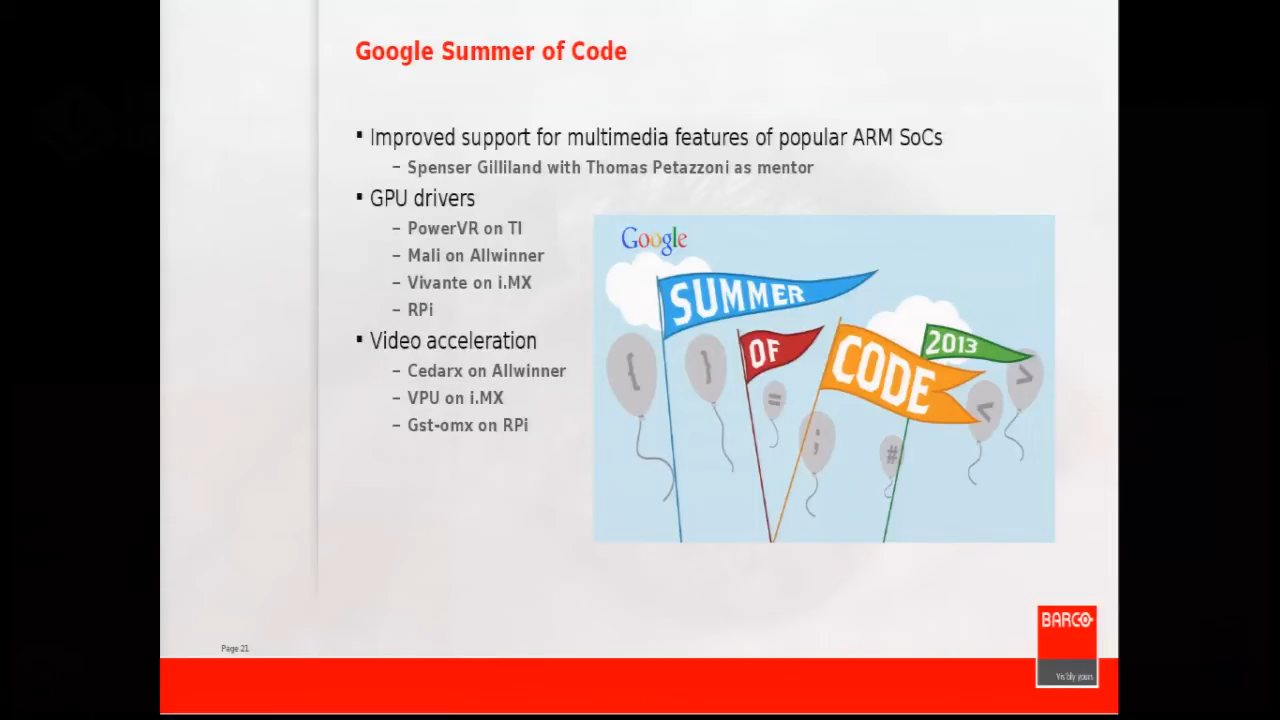 Google Summer of Code
▪ Improved support for multimedia features of popular ARM SoCs
– Spenser Gilliland with Thomas Petazzoni as mentor
▪ GPU drivers
– PowerVR on TI
– Mali on Allwinner
– Vivante on i.MX
– RPi
▪ Video acceleration
– Cedarx on Allwinner
– VPU on i.MX
– Gst-omx on RPi
Google
SUMMER
OF
CODE
2013
{ } = ; # < >
BARCO
Visibly yours
Page 21